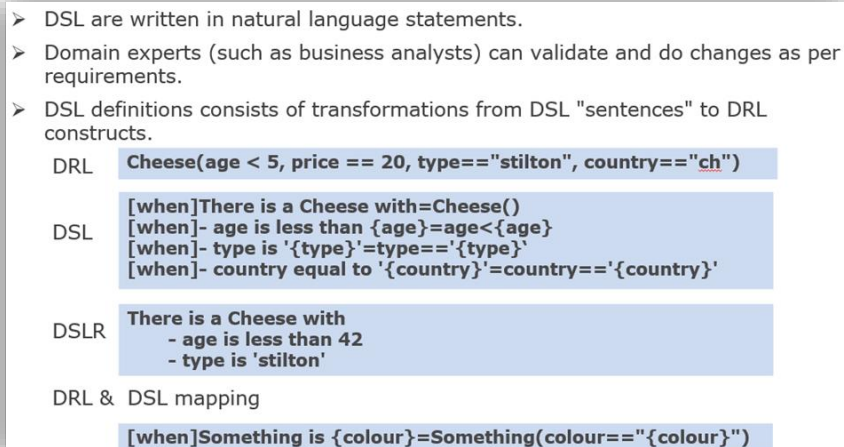 ➢ DSL are written in natural language statements.
➢ Domain experts (such as business analysts) can validate and do changes as per
requirements.
➢ DSL definitions consists of transformations from DSL "sentences" to DRL
constructs.
DRL Cheese(age < 5, price == 20, type=="stilton", country=="ch")
DSL
[when]There is a Cheese with=Cheese()
[when]- age is less than {age}=age<{age}
[when]- type is '{type}'=type=='{type}‛
[when]- country equal to '{country}'=country=='{country}'
DSLR
There is a Cheese with
- age is less than 42
- type is 'stilton'
DRL & DSL mapping
[when]Something is {colour}=Something(colour=="{colour}")